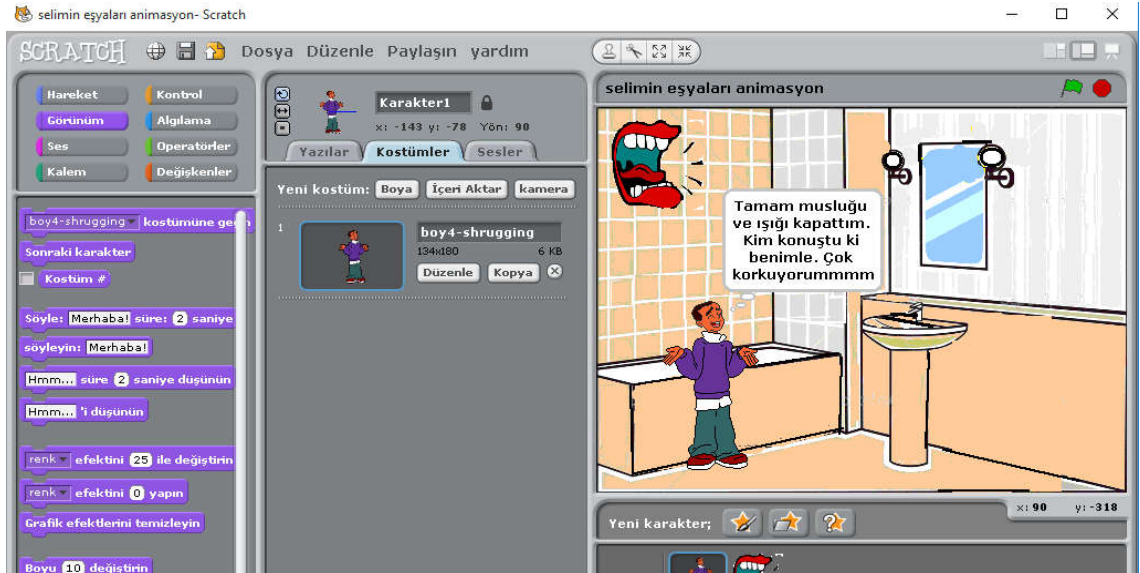 selimin eşyaları animasyon- Scratch
SCRATCH Dosya Düzenle Paylaşın yardım
Hareket Kontrol
Görünüm Algılama
Ses Operatörler
Kalem Değişkenler
boy4-shrugging kostümüne geçin
Sonraki karakter
Kostüm #
Söyle: Merhaba! süre: 2 saniye
söyleyin: Merhaba!
Hmm... süre 2 saniye düşünün
Hmm... 'i düşünün
renk efektini 25 ile değiştirin
renk efektini 0 yapın
Grafik efektlerini temizleyin
Boyu 10 değiştirin
Karakter1
x: -143 y: -78 Yön: 90
Yazılar Kostümler Sesler
Yeni kostüm: Boya İçeri Aktar kamera
1
boy4-shrugging
134x180 6 KB
Düzenle Kopya
selimin eşyaları animasyon
Tamam musluğu
ve ışığı kapattım.
Kim konuştu ki
benimle. Çok
korkuyorummmm
x: 90 y: -318
Yeni karakter;